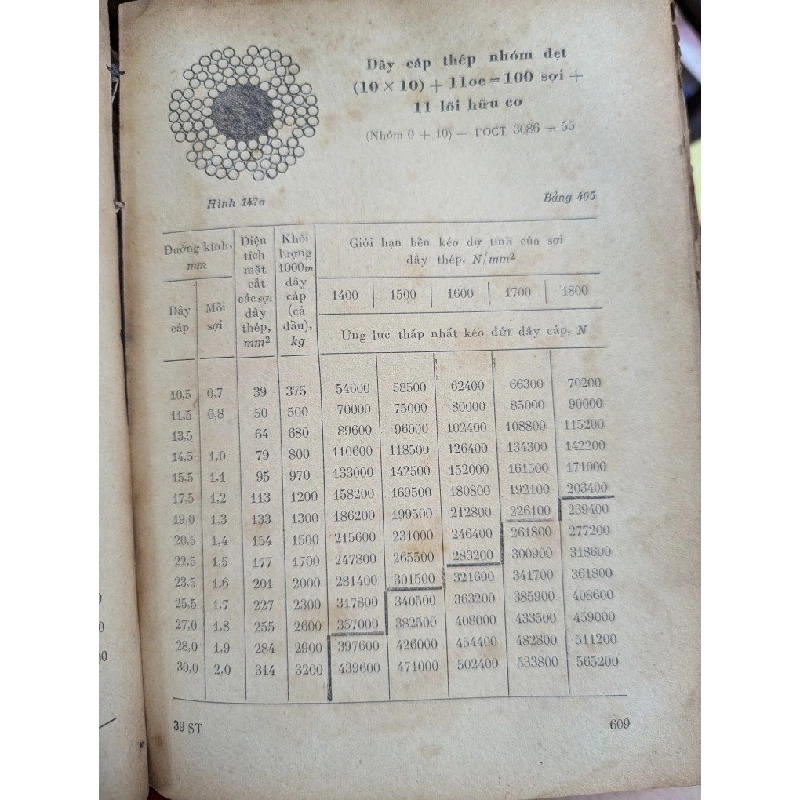 Dây cáp thép nhóm dẹt
(10 × 10) + 11oc = 100 sợi +
11 lõi hữu cơ
(Nhóm 0 + 10) — ГОСТ 3086 — 55
Hình 247a
Bảng 405
Đường kính, mm
Dây cáp
Mỗi sợi
Diện tích mặt cắt các sợi dây thép, mm²
Khối lượng 1000m dây cáp (cả dầu), kg
Giới hạn bền kéo dự tính của sợi dây thép, N/mm²
1400 1500 1600 1700 1800
Ứng lực thấp nhất kéo đứt dây cáp, N
10,5 0,7 39 375 54600 58500 62400 66300 70200
11,5 0,8 50 500 70000 75000 80000 85000 90000
13,5 64 680 89600 96000 102400 108800 115200
14,5 1,0 79 800 110600 118500 126400 134300 142200
15,5 1,1 95 970 133000 142500 152000 161500 171000
17,5 1,2 113 1200 158200 169500 180800 192100 203400
19,0 1,3 133 1300 186200 199500 212800 226100 239400
20,5 1,4 154 1500 215600 231000 246400 261800 277200
22,5 1.5 177 1700 247800 265500 283200 300900 318600
23,5 1,6 201 2000 281400 301500 321600 341700 361800
25,5 1,7 227 2300 317800 340500 363200 385900 408600
27,0 1,8 255 2600 357000 382500 408000 433500 459000
28,0 1,9 284 2900 397600 426000 454400 482800 511200
30,0 2,0 314 3200 439600 471000 502400 533800 565200
39 ST
609